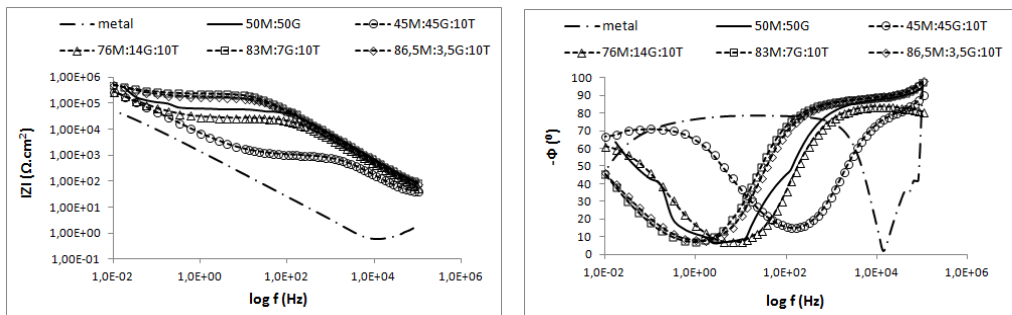 metal 50M:50G 45M:45G:10T
76M:14G:10T 83M:7G:10T 86,5M:3,5G:10T
IZI (Ω.cm²)
1,00E+06
1,00E+05
1,00E+04
1,00E+03
1,00E+02
1,00E+01
1,00E+00
1,00E-01
1,0E-02 1,0E+00 1,0E+02 1,0E+04 1,0E+06
log f (Hz)
metal 50M:50G 45M:45G:10T
76M:14G:10T 83M:7G:10T 86,5M:3,5G:10T
-Φ (º)
100
90
80
70
60
50
40
30
20
10
0
1,0E-02 1,0E+00 1,0E+02 1,0E+04 1,0E+06
log f (Hz)